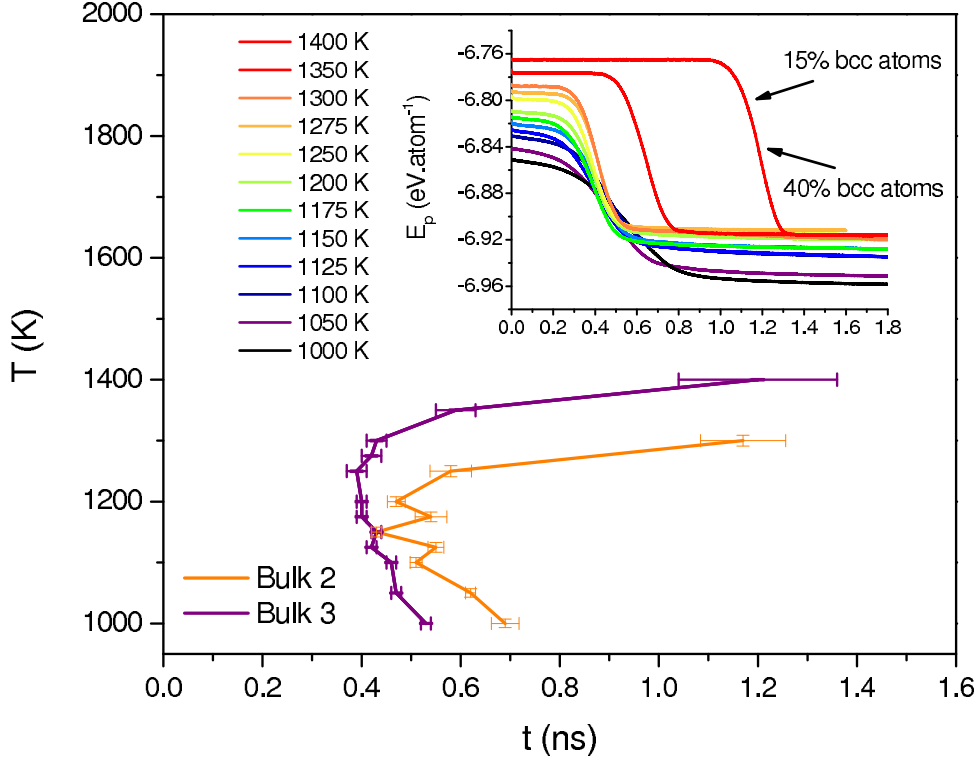 2000
1800
1600
1400
1200
1000
T (K)
0.0 0.2 0.4 0.6 0.8 1.0 1.2 1.4 1.6
t (ns)
1400 K
1350 K
1300 K
1275 K
1250 K
1200 K
1175 K
1150 K
1125 K
1100 K
1050 K
1000 K
-6.76
-6.80
-6.84
-6.88
-6.92
-6.96
Eₚ (eV.atom⁻¹)
0.0 0.2 0.4 0.6 0.8 1.0 1.2 1.4 1.6 1.8
15% bcc atoms
40% bcc atoms
Bulk 2
Bulk 3